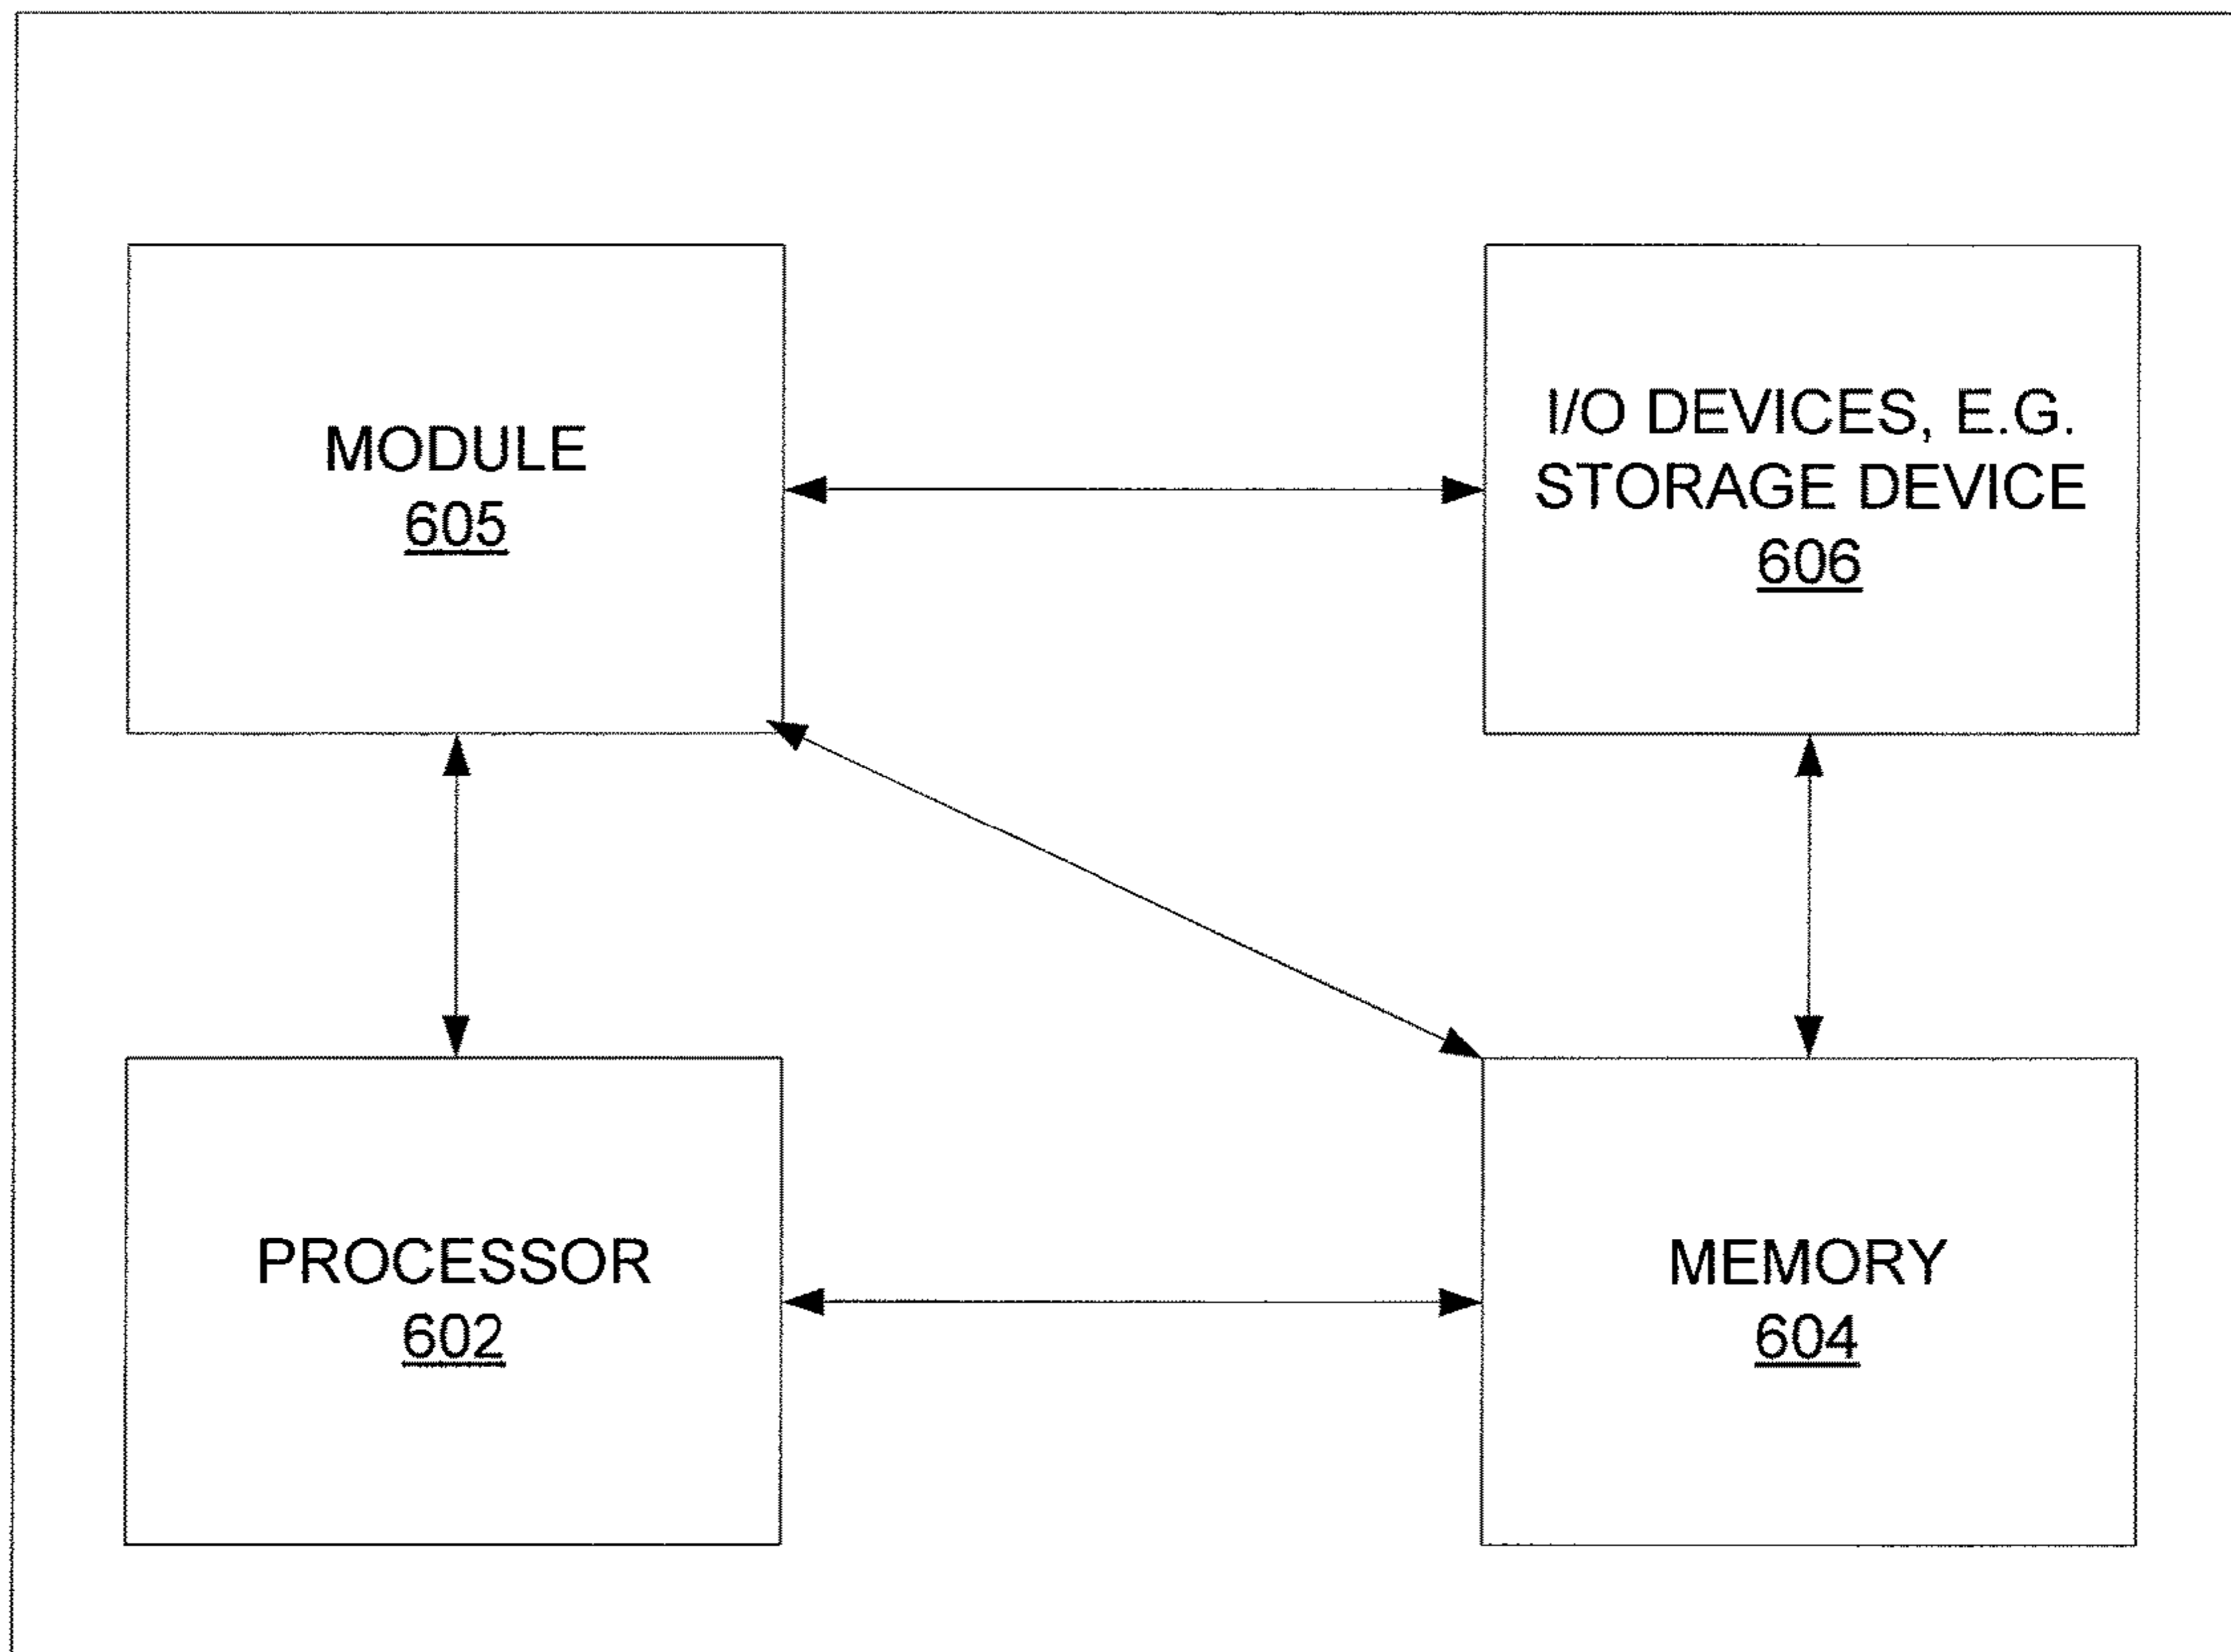 MODULE
605
I/O DEVICES, E.G.
STORAGE DEVICE
606
PROCESSOR
602
MEMORY
604